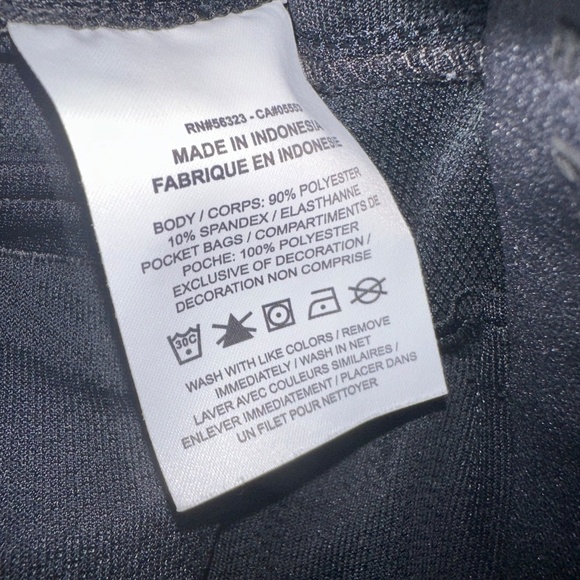 RN#56323 - CA#05553
MADE IN INDONESIA
FABRIQUE EN INDONESIE
BODY / CORPS: 90% POLYESTER
10% SPANDEX / ELASTHANNE
POCKET BAGS / COMPARTIMENTS DE
POCHE: 100% POLYESTER
EXCLUSIVE OF DECORATION /
DECORATION NON COMPRISE
30C
WASH WITH LIKE COLORS / REMOVE
IMMEDIATELY / WASH IN NET
LAVER AVEC COULEURS SIMILAIRES /
ENLEVER IMMEDIATEMENT / PLACER DANS
UN FILET POUR NETTOYER